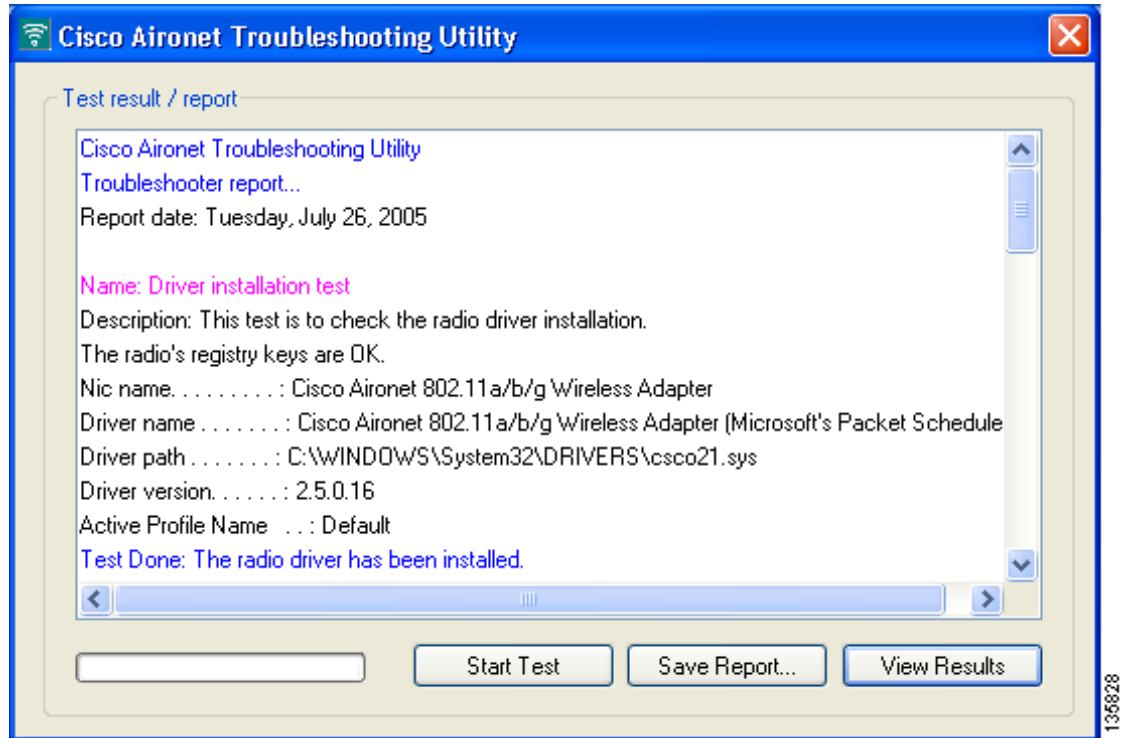 Cisco Aironet Troubleshooting Utility
Test result / report
Cisco Aironet Troubleshooting Utility
Troubleshooter report...
Report date: Tuesday, July 26, 2005
Name: Driver installation test
Description: This test is to check the radio driver installation.
The radio's registry keys are OK.
Nic name. . . . . . . . . : Cisco Aironet 802.11a/b/g Wireless Adapter
Driver name . . . . . . . : Cisco Aironet 802.11a/b/g Wireless Adapter (Microsoft's Packet Schedule
Driver path . . . . . . . : C:\WINDOWS\System32\DRIVERS\csco21.sys
Driver version. . . . . . : 2.5.0.16
Active Profile Name . . : Default
Test Done: The radio driver has been installed.
Start Test
Save Report...
View Results
135828